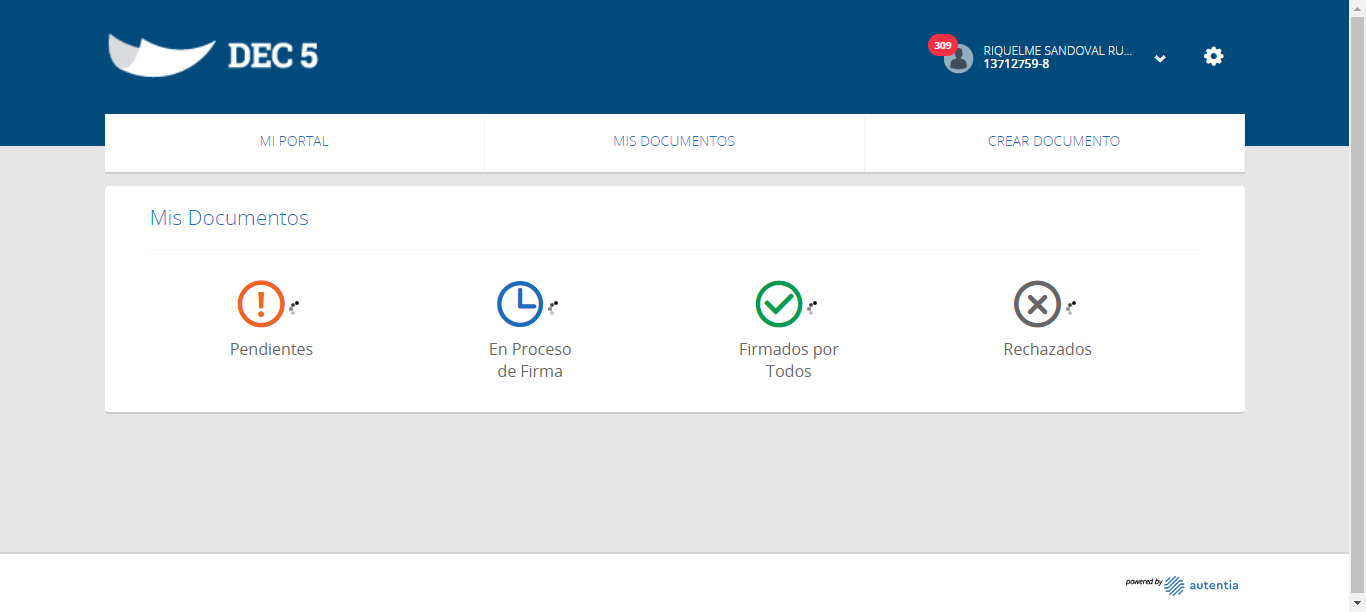 DEC 5
309
RIQUELME SANDOVAL RU...
13712759-8
MI PORTAL
MIS DOCUMENTOS
CREAR DOCUMENTO
Mis Documentos
Pendientes
En Proceso
de Firma
Firmados por
Todos
Rechazados
powered by autentia